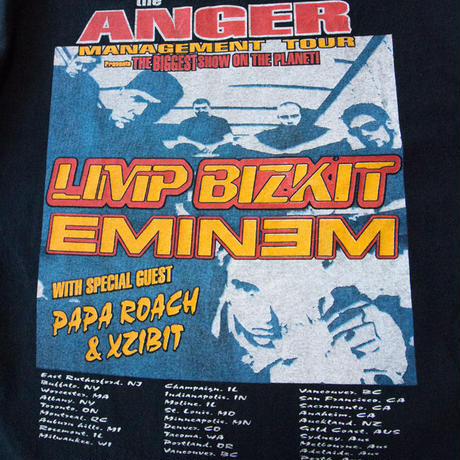 the
ANGER
MANAGEMENT TOUR
Presents THE BIGGEST SHOW ON THE PLANET!
LIMP BIZKIT
EMINEM
WITH SPECIAL GUEST
PAPA ROACH
& XZIBIT
East Rutherford, NJ
Buffalo, NY
Worcester, MA
Albany, NY
Toronto, ON
Montreal, QC
Auburn Hills, MI
Rosemont, IL
Milwaukee, WI
Champaign, IL
Indianapolis, IN
Moline, IL
St. Louis, MO
Minneapolis, MN
Denver, CO
Tacoma, WA
Portland, OR
Vancouver, BC
Vancouver, BC
San Francisco, CA
Sacramento, CA
Anaheim, CA
Auckland, NZ
Gold Coast, AUS
Sydney, Aus
Melbourne, Aus
Adelaide, Aus
Perth, Aus